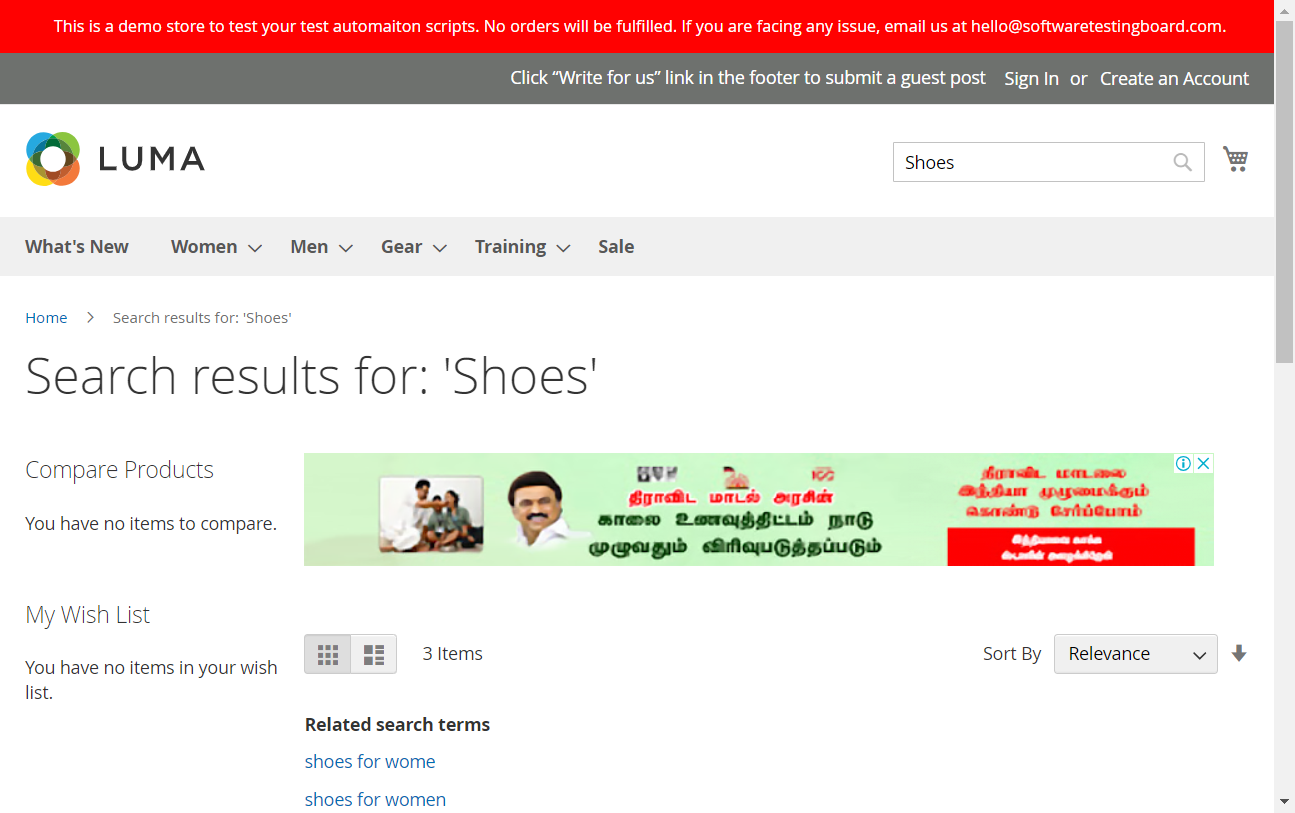 This is a demo store to test your test automaiton scripts. No orders will be fulfilled. If you are facing any issue, email us at hello@softwaretestingboard.com.
Click “Write for us” link in the footer to submit a guest post Sign In or Create an Account
LUMA
Shoes
What's New Women Men Gear Training Sale
Home Search results for: 'Shoes'
Search results for: 'Shoes'
Compare Products
You have no items to compare.
திராவிட மாடல் அரசின்
காலை உணவுத்திட்டம் நாடு
முழுவதும் விரிவுபடுத்தப்படும்
திராவிட மாடலை
இந்தியா முழுமைக்கும்
கொண்டு சேர்ப்போம்
My Wish List
You have no items in your wish
list.
3 Items
Sort By Relevance
Related search terms
shoes for wome
shoes for women